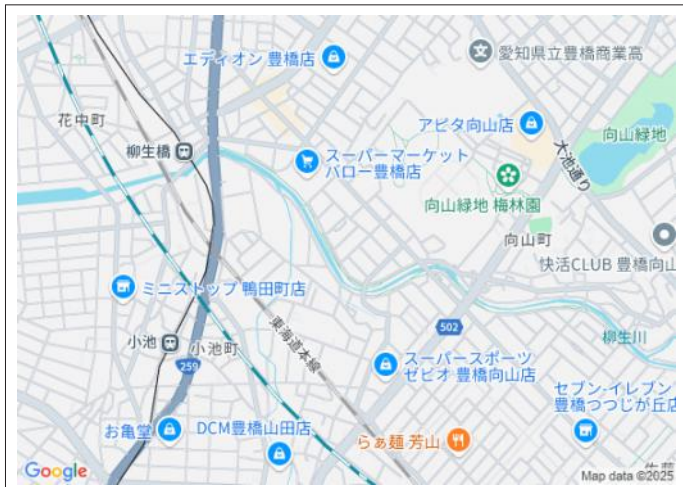 エディオン 豊橋店
愛知県立豊橋商業高
花中町
アピタ向山店
向山緑地
柳生橋
スーパーマーケット
バロー豊橋店
大池通り
向山緑地 梅林園
向山町
快活CLUB 豊橋向山
ミニストップ 鴨田町店
502
柳生川
小池
小池町
東海道本線
259
スーパースポーツ
ゼビオ 豊橋向山店
セブン-イレブン
豊橋つつじが丘店
お亀堂
DCM豊橋山田店
らぁ麺 芳山
Google
Map data ©2025